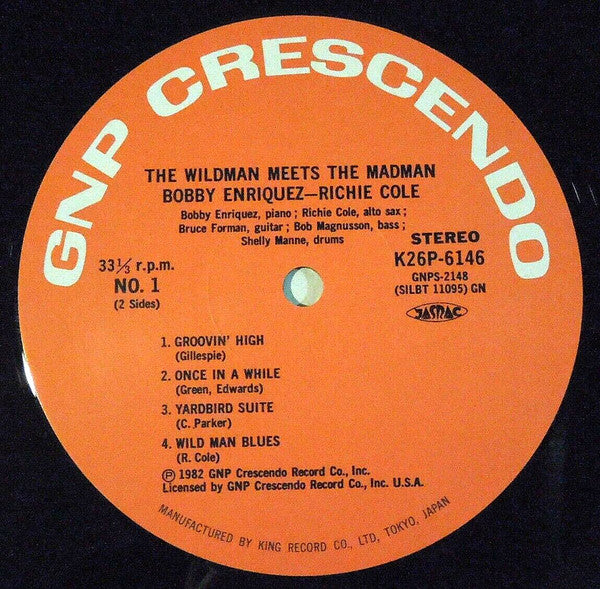 GNP CRESCENDO
THE WILDMAN MEETS THE MADMAN
BOBBY ENRIQUEZ—RICHIE COLE
Bobby Enriquez, piano ; Richie Cole, alto sax ;
Bruce Forman, guitar ; Bob Magnusson, bass ;
Shelly Manne, drums
33⅓ r.p.m.
NO. 1
(2 Sides)
STEREO
K26P-6146
GNPS-2148
(SILBT 11095) GN
JASRAC
1. GROOVIN' HIGH
(Gillespie)
2. ONCE IN A WHILE
(Green, Edwards)
3. YARDBIRD SUITE
(C. Parker)
4. WILD MAN BLUES
(R. Cole)
Ⓟ 1982 GNP Crescendo Record Co., Inc.
Licensed by GNP Crescendo Record Co., Inc. U.S.A.
MANUFACTURED BY KING RECORD CO., LTD, TOKYO, JAPAN